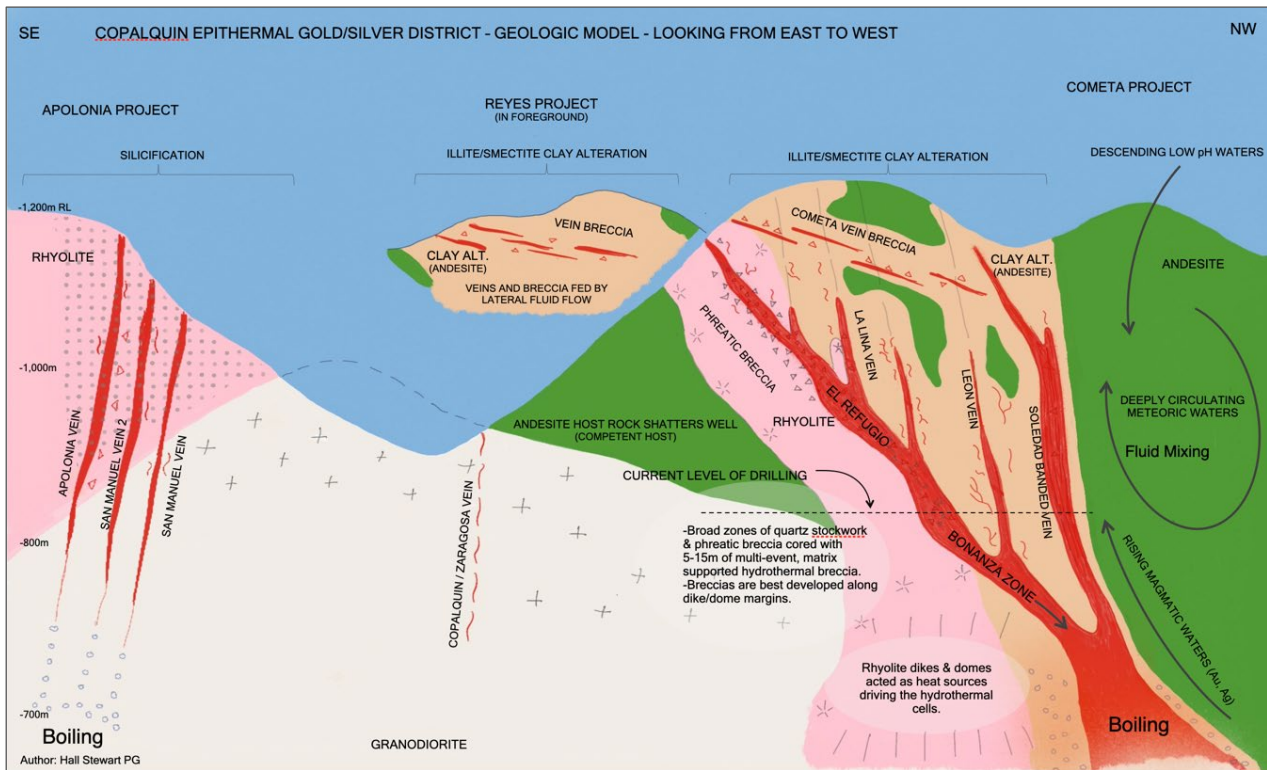 SE
COPALQUIN EPITHERMAL GOLD/SILVER DISTRICT - GEOLOGIC MODEL - LOOKING FROM EAST TO WEST
NW
APOLONIA PROJECT
REYES PROJECT
(IN FOREGROUND)
COMETA PROJECT
SILICIFICATION
ILLITE/SMECTITE CLAY ALTERATION
ILLITE/SMECTITE CLAY ALTERATION
DESCENDING LOW pH WATERS
-1,200m RL
RHYOLITE
VEIN BRECCIA
CLAY ALT.
(ANDESITE)
VEINS AND BRECCIA FED BY
LATERAL FLUID FLOW
COMETA VEIN BRECCIA
CLAY ALT.
(ANDESITE)
ANDESITE
-1,000m
PHREATIC BRECCIA
LA LINA VEIN
EL REFUGIO
RHYOLITE
LEON VEIN
SOLEDAD BANDED VEIN
DEEPLY CIRCULATING
METEORIC WATERS
Fluid Mixing
ANDESITE HOST ROCK SHATTERS WELL
(COMPETENT HOST)
APOLONIA VEIN
SAN MANUEL VEIN 2
SAN MANUEL VEIN
CURRENT LEVEL OF DRILLING
-800m
COPALQUIN / ZARAGOSA VEIN
-Broad zones of quartz stockwork
& phreatic breccia cored with
5-15m of multi-event, matrix
supported hydrothermal breccia.
-Breccias are best developed along
dike/dome margins.
BONANZA ZONE
RISING MAGMATIC WATERS (Au, Ag)
Rhyolite dikes & domes
acted as heat sources
driving the hydrothermal
cells.
-700m
Boiling
GRANODIORITE
Boiling
Author: Hall Stewart PG